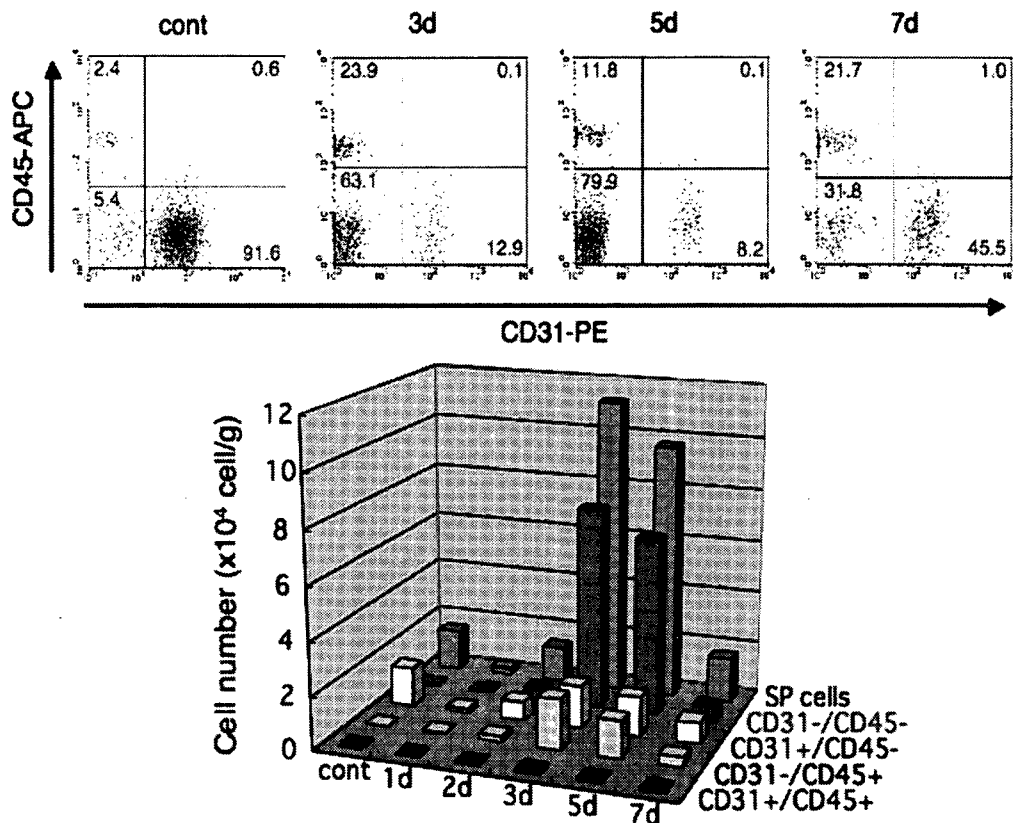 cont 3d 5d 7d
CD45-APC
2.4 0.6
5.4
91.6
23.9 0.1
63.1
12.9
11.8 0.1
79.9
8.2
21.7 1.0
31.8
45.5
CD31-PE
Cell number (x10⁴ cell/g)
12
10
8
6
4
2
0
cont 1d 2d 3d 5d 7d
SP cells
CD31-/CD45-
CD31+/CD45-
CD31-/CD45+
CD31+/CD45+